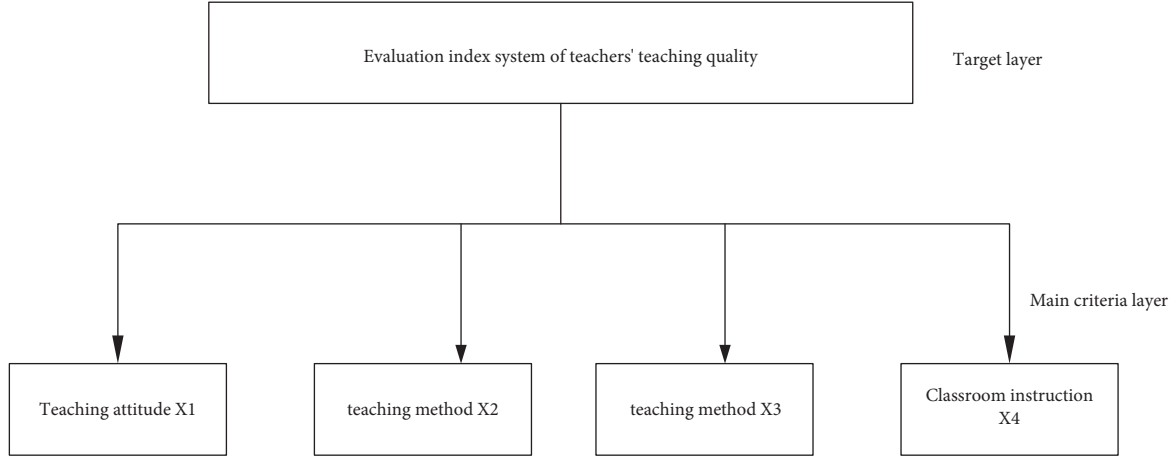 Evaluation index system of teachers' teaching quality
Target layer
Main criteria layer
Teaching attitude X1
teaching method X2
teaching method X3
Classroom instruction
X4